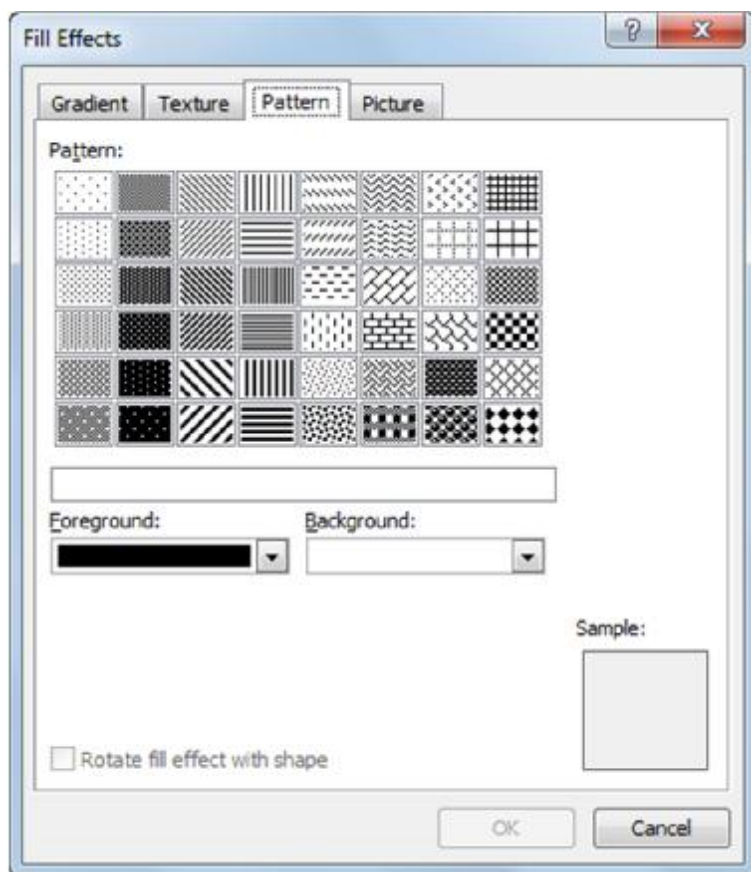 Fill Effects
Gradient Texture Pattern Picture
Pattern:
Foreground: Background:
Sample:
Rotate fill effect with shape
OK Cancel